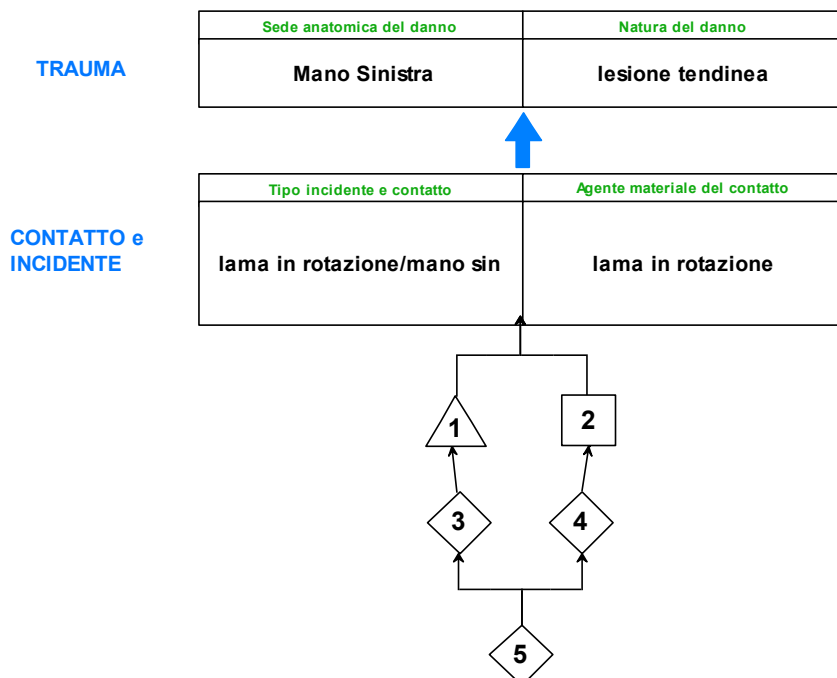 Sede anatomica del danno
Natura del danno
TRAUMA
Mano Sinistra
lesione tendinea
Tipo incidente e contatto
Agente materiale del contatto
CONTATTO e
INCIDENTE
lama in rotazione/mano sin
lama in rotazione
1
2
3
4
5